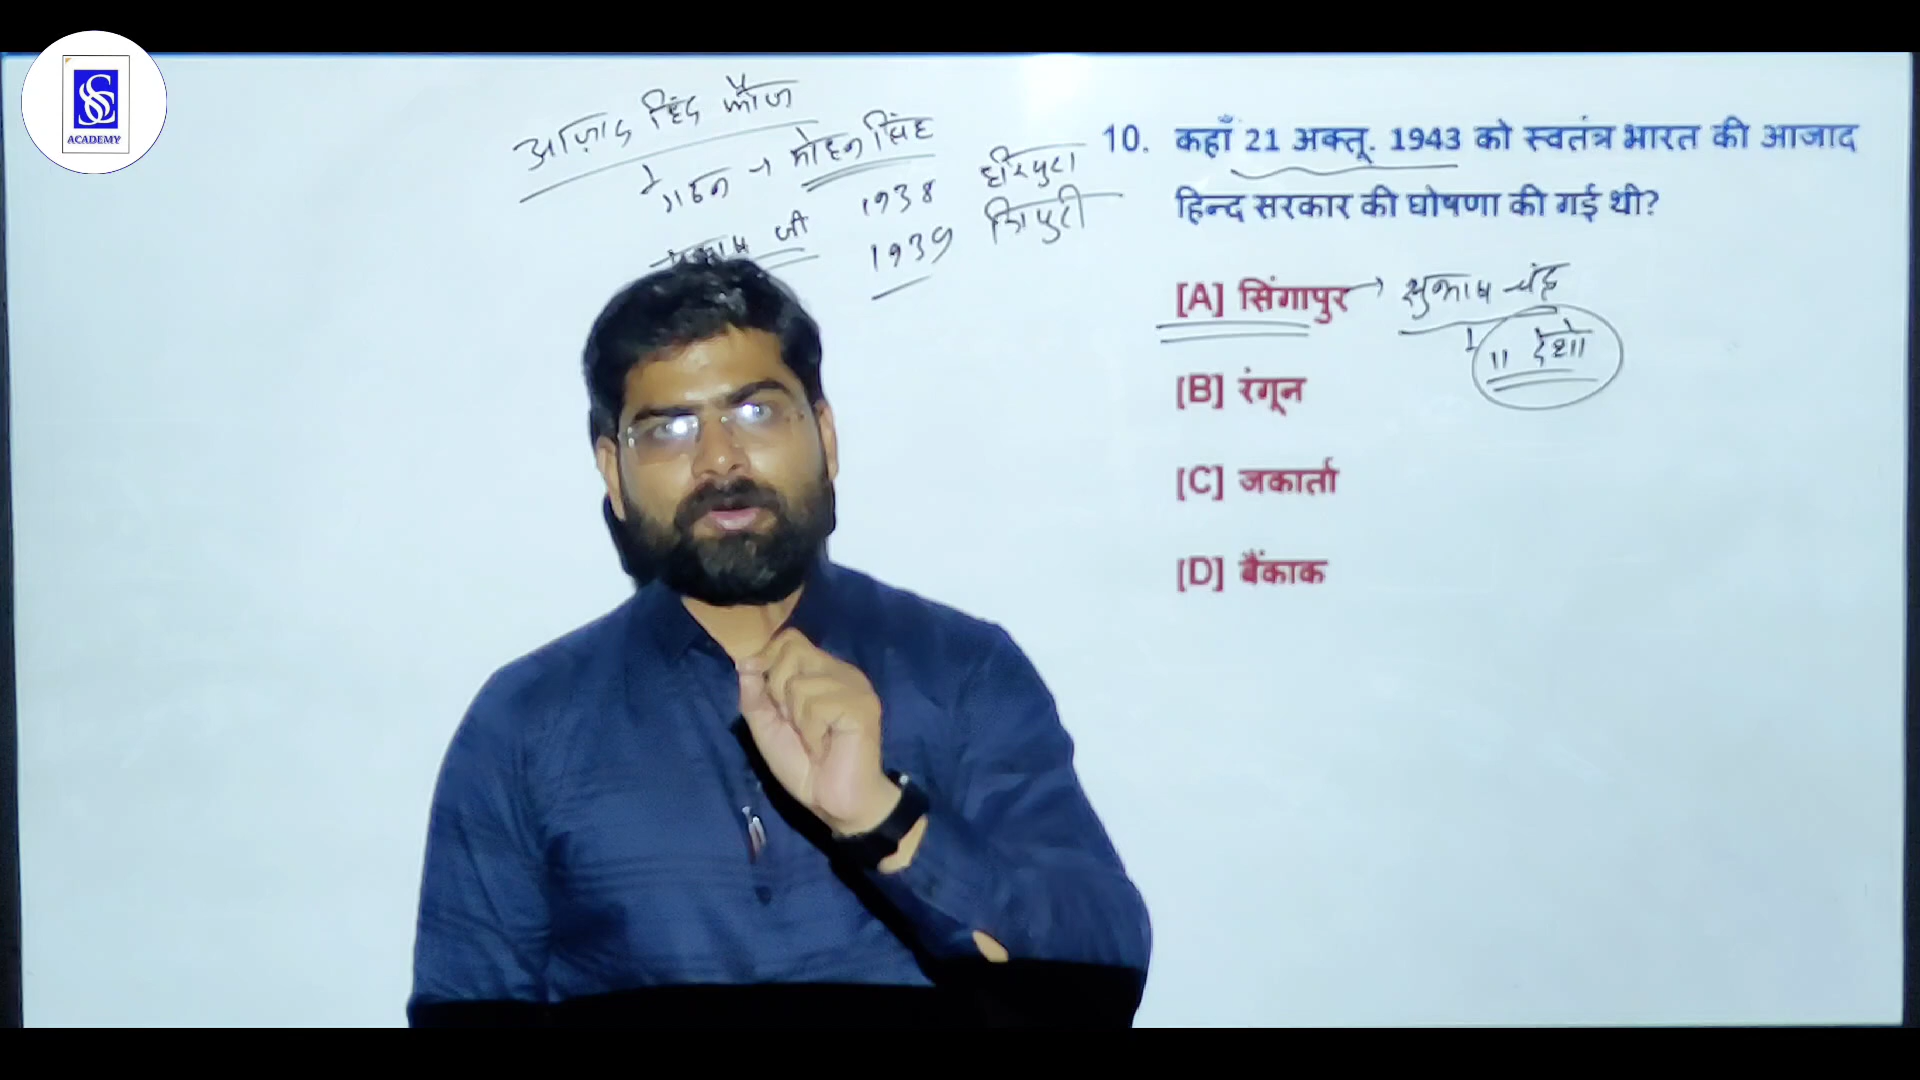 SSC
ACADEMY
आज़ाद हिंद फौज
गठन → मोहन सिंह
जी 1938 हरिपुरा
1939 त्रिपुरी
10. कहाँ 21 अक्तू. 1943 को स्वतंत्र भारत की आजाद
हिन्द सरकार की घोषणा की गई थी?
[A] सिंगापुर → सुभाष चंद्र
11 देशो
[B] रंगून
[C] जकार्ता
[D] बैंकाक